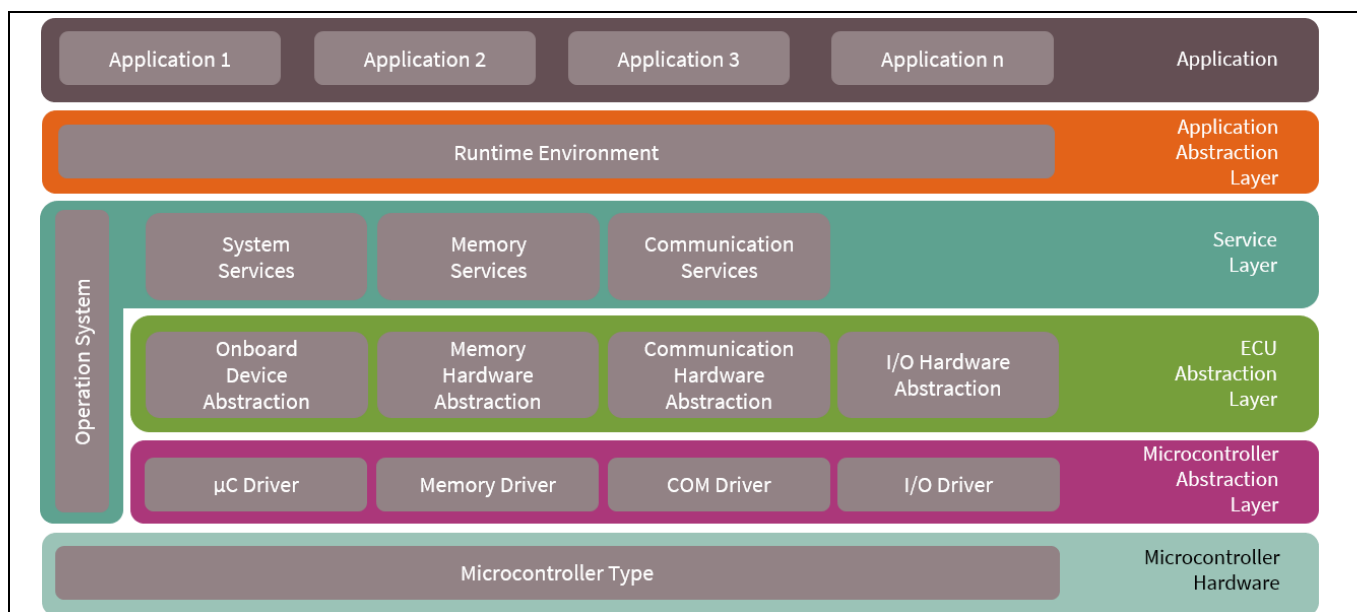 Application 1
Application 2
Application 3
Application n
Application
Runtime Environment
Application
Abstraction
Layer
Operation System
System
Services
Memory
Services
Communication
Services
Service
Layer
Onboard
Device
Abstraction
Memory
Hardware
Abstraction
Communication
Hardware
Abstraction
I/O Hardware
Abstraction
ECU
Abstraction
Layer
µC Driver
Memory Driver
COM Driver
I/O Driver
Microcontroller
Abstraction
Layer
Microcontroller Type
Microcontroller
Hardware